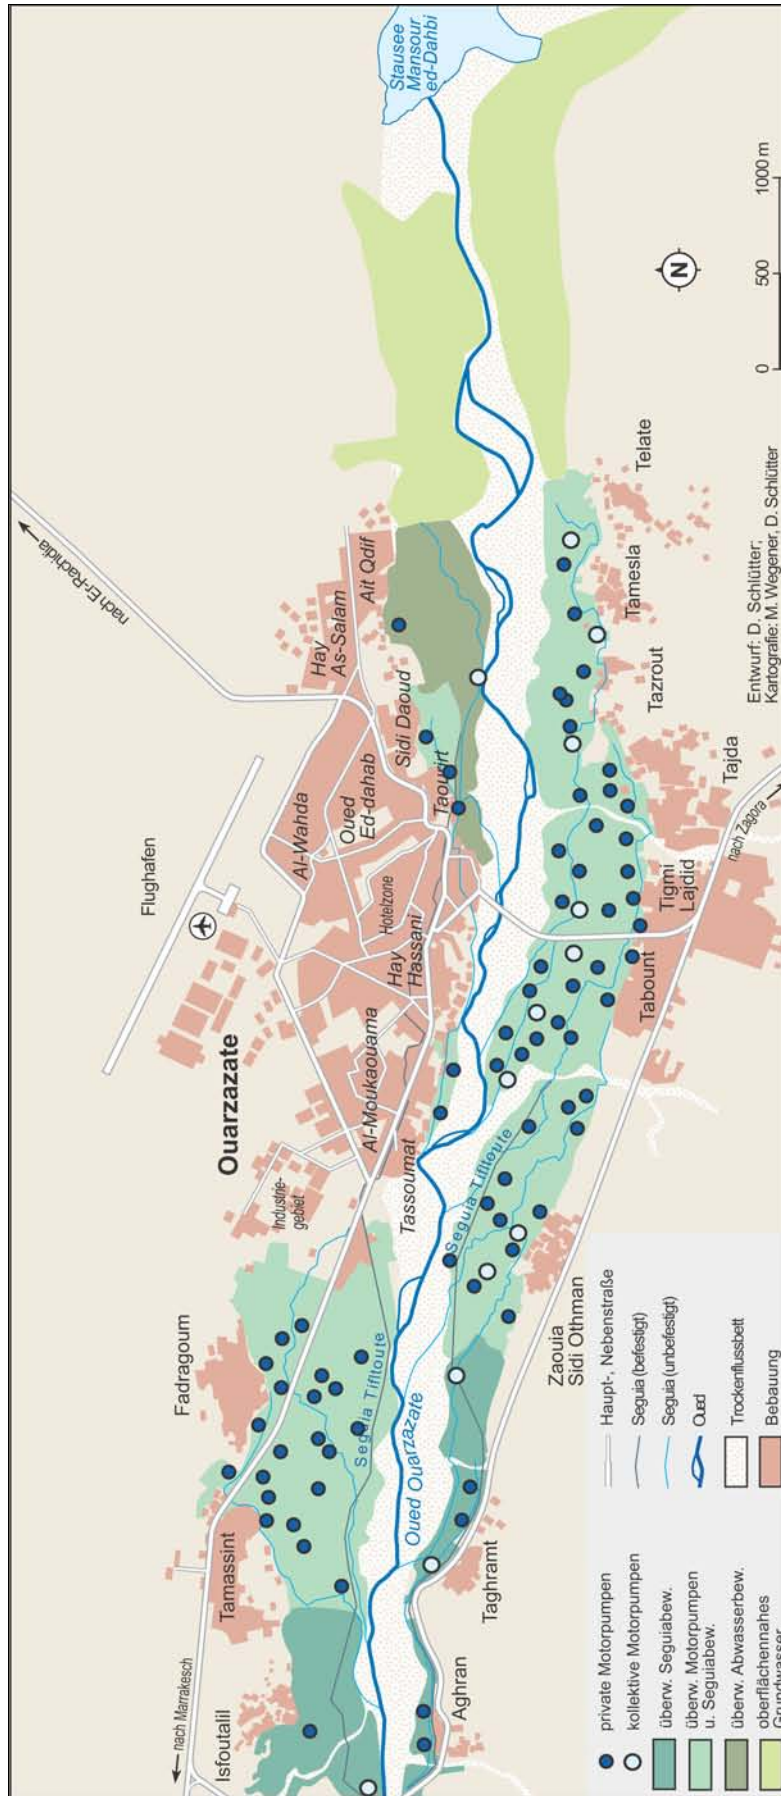 Stausee
Mansour
ed-Dahbi
nach Er-Rachidia
Flughafen
Ouarzazate
Hay
As-Salam
Ait Qdif
Al-Wahda
Oued
Ed-dahab
Sidi Daoud
Taourirt
Hotelzone
Hay
Hassani
Al-Moukaouama
Tassoumat
Industrie-
gebiet
Fadragoum
Tamassint
nach Marrakesch
Isfoutalil
Seguia Tifltoute
Oued Ouarzazate
Seguia Tifltoute
Telate
Tamesla
Tazrout
Tajda
nach Zagora
Tigmi
Lajdid
Tabount
Zaouia
Sidi Othman
Taghramt
Aghran
N
0 500 1000 m
Entwurf: D. Schlütter;
Kartografie: M. Wegener, D. Schlütter
private Motorpumpen
kollektive Motorpumpen
überw. Seguiabew.
überw. Motorpumpen
u. Seguiabew.
überw. Abwasserbew.
oberflächennahes
Grundwasser
Haupt-, Nebenstraße
Seguia (befestigt)
Seguia (unbefestigt)
Oued
Trockenflussbett
Bebauung